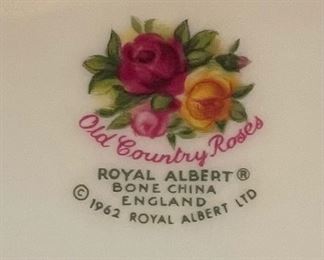 Old Country Roses
ROYAL ALBERT®
BONE CHINA
ENGLAND
© 1962 ROYAL ALBERT LTD